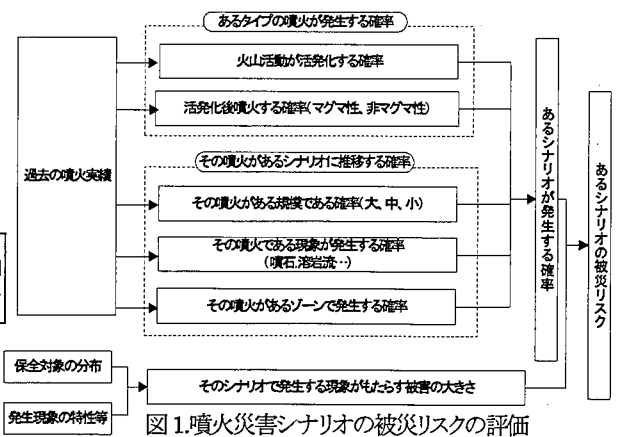 あるタイプの噴火が発生する確率
火山活動が活発化する確率
活発化後噴火する確率(マグマ性、非マグマ性)
過去の噴火実績
その噴火があるシナリオに推移する確率
その噴火がある規模である確率(大、中、小)
その噴火である現象が発生する確率
(噴石,溶岩流…)
その噴火があるゾーンで発生する確率
あるシナリオが発生する確率
あるシナリオの被災リスク
保全対象の分布
発生現象の特性等
そのシナリオで発生する現象がもたらす被害の大きさ
図1.噴火災害シナリオの被災リスクの評価